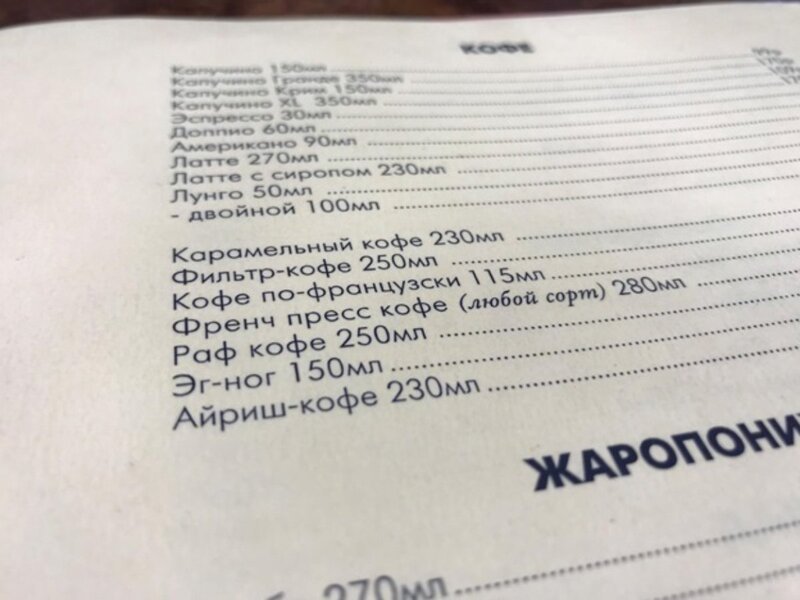 КОФЕ
Капучино 150мл
Капучино Гранде 350мл
Капучино Крим 150мл
Капучино XL 350мл
Эспрессо 30мл
Доппио 60мл
Американо 90мл
Латте 270мл
Латте с сиропом 230мл
Лунго 50мл
- двойной 100мл
Карамельный кофе 230мл
Фильтр-кофе 250мл
Кофе по-французски 115мл
Френч пресс кофе (любой сорт) 280мл
Раф кофе 250мл
Эг-ног 150мл
Айриш-кофе 230мл
ЖАРОПОНИ
270мл